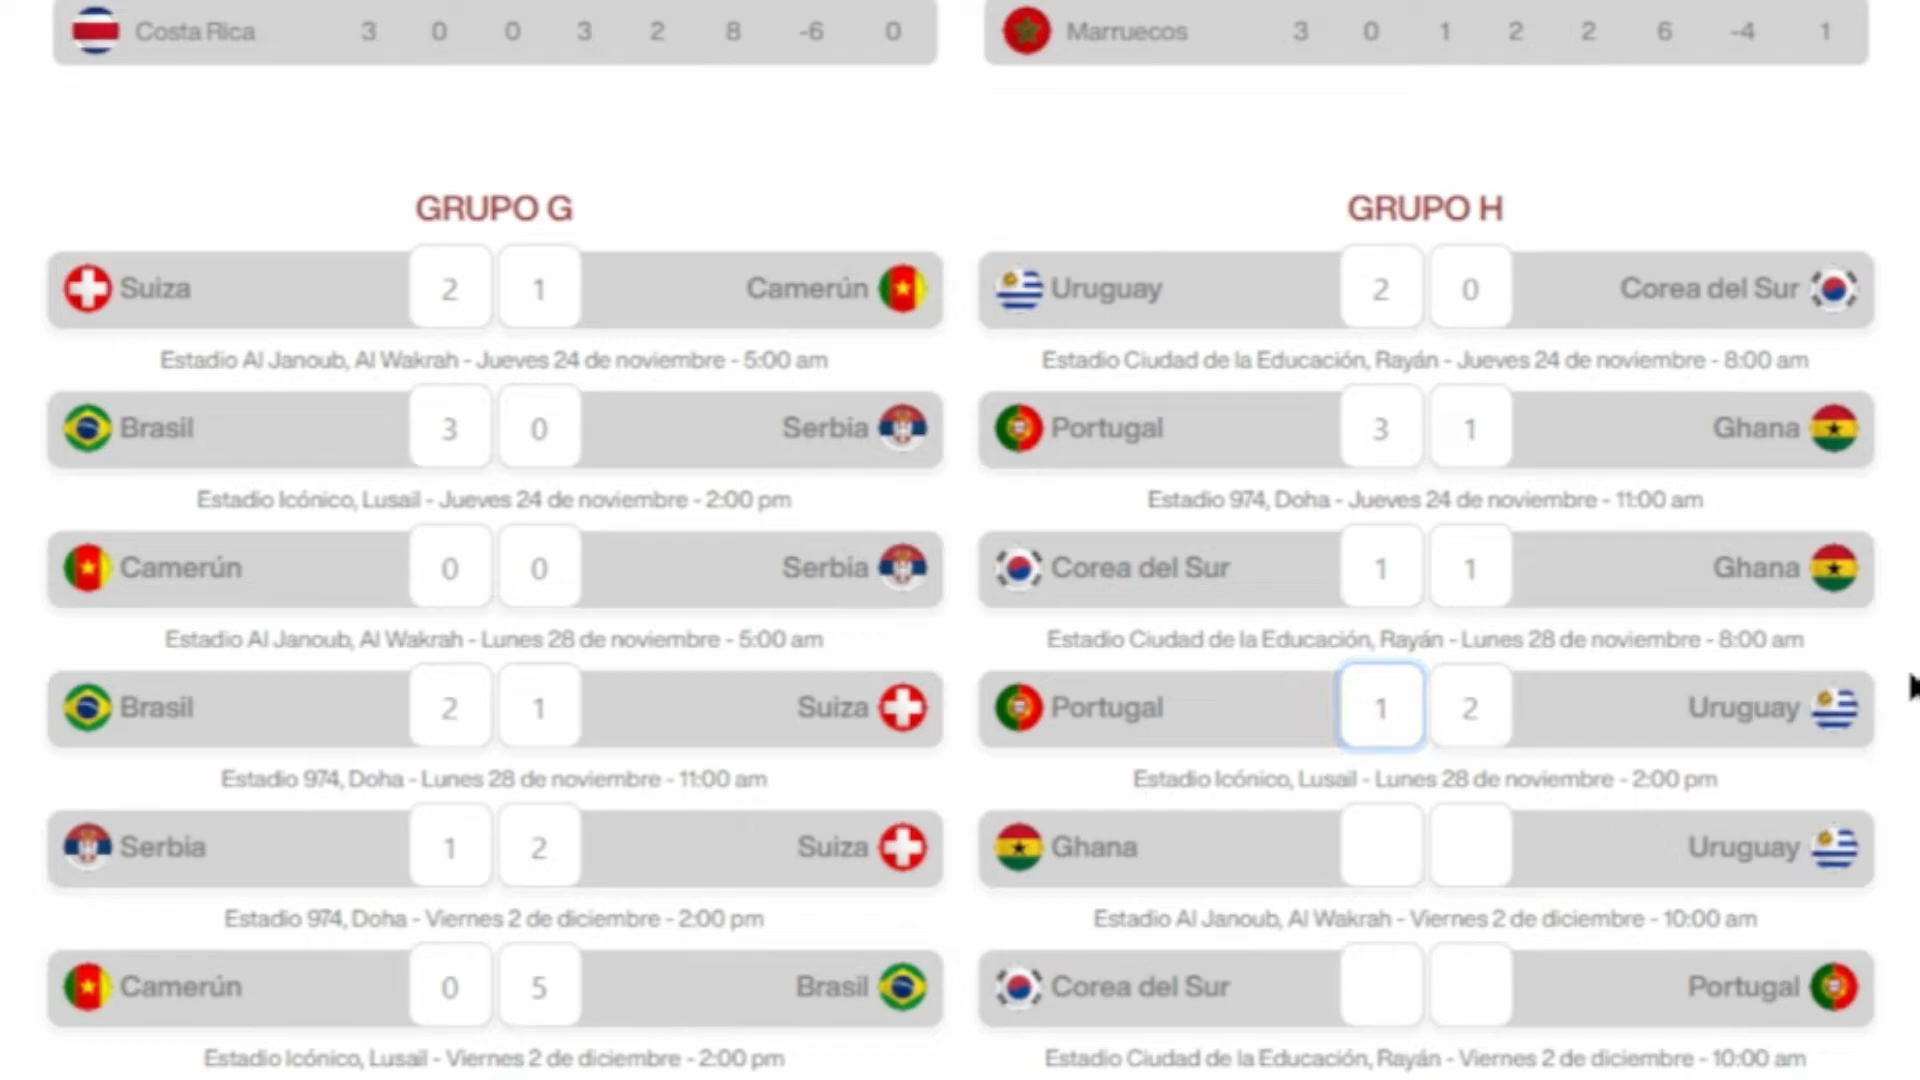 Costa Rica 3 0 0 3 2 8 -6 0
Marruecos 3 0 1 2 2 6 -4 1
GRUPO G
Suiza 2 1 Camerún
Estadio Al Janoub, Al Wakrah - Jueves 24 de noviembre - 5:00 am
Brasil 3 0 Serbia
Estadio Icónico, Lusail - Jueves 24 de noviembre - 2:00 pm
Camerún 0 0 Serbia
Estadio Al Janoub, Al Wakrah - Lunes 28 de noviembre - 5:00 am
Brasil 2 1 Suiza
Estadio 974, Doha - Lunes 28 de noviembre - 11:00 am
Serbia 1 2 Suiza
Estadio 974, Doha - Viernes 2 de diciembre - 2:00 pm
Camerún 0 5 Brasil
Estadio Icónico, Lusail - Viernes 2 de diciembre - 2:00 pm
GRUPO H
Uruguay 2 0 Corea del Sur
Estadio Ciudad de la Educación, Rayán - Jueves 24 de noviembre - 8:00 am
Portugal 3 1 Ghana
Estadio 974, Doha - Jueves 24 de noviembre - 11:00 am
Corea del Sur 1 1 Ghana
Estadio Ciudad de la Educación, Rayán - Lunes 28 de noviembre - 8:00 am
Portugal 1 2 Uruguay
Estadio Icónico, Lusail - Lunes 28 de noviembre - 2:00 pm
Ghana Uruguay
Estadio Al Janoub, Al Wakrah - Viernes 2 de diciembre - 10:00 am
Corea del Sur Portugal
Estadio Ciudad de la Educación, Rayán - Viernes 2 de diciembre - 10:00 am